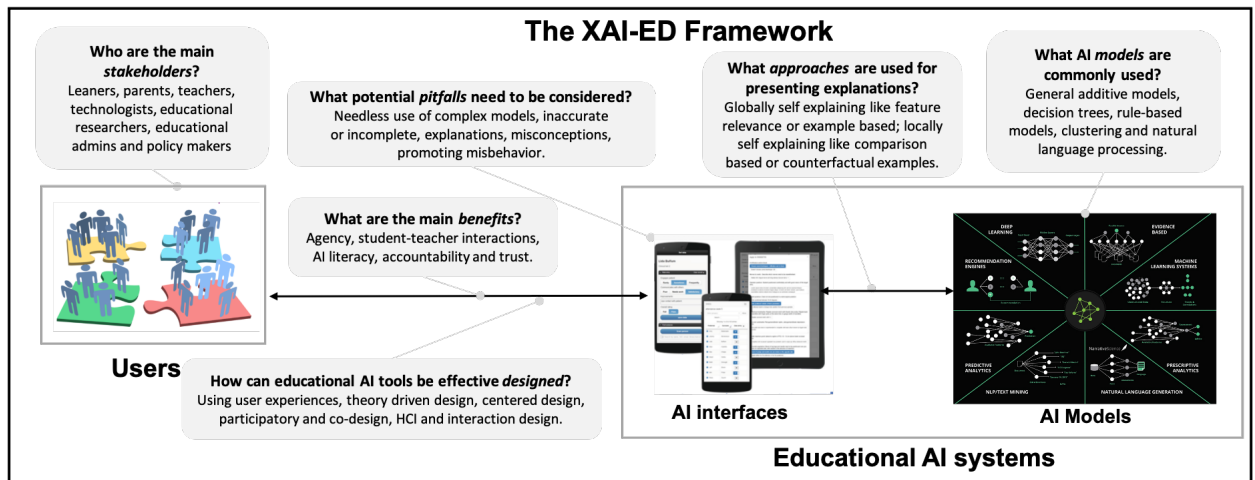 The XAI-ED Framework
Who are the main
stakeholders?
Leaners, parents, teachers,
technologists, educational
researchers, educational
admins and policy makers
What potential pitfalls need to be considered?
Needless use of complex models, inaccurate
or incomplete, explanations, misconceptions,
promoting misbehavior.
What approaches are used for
presenting explanations?
Globally self explaining like feature
relevance or example based; locally
self explaining like comparison
based or counterfactual examples.
What AI models are
commonly used?
General additive models,
decision trees, rule-based
models, clustering and natural
language processing.
What are the main benefits?
Agency, student-teacher interactions,
AI literacy, accountability and trust.
Users
How can educational AI tools be effective designed?
Using user experiences, theory driven design, centered design,
participatory and co-design, HCI and interaction design.
AI interfaces
DEEP
LEARNING
EVIDENCE
BASED
RECOMMENDATION
ENGINES
MACHINE
LEARNING SYSTEMS
PREDICTIVE
ANALYTICS
PRESCRIPTIVE
ANALYTICS
NLP/TEXT MINING
NATURAL LANGUAGE GENERATION
AI Models
Educational AI systems